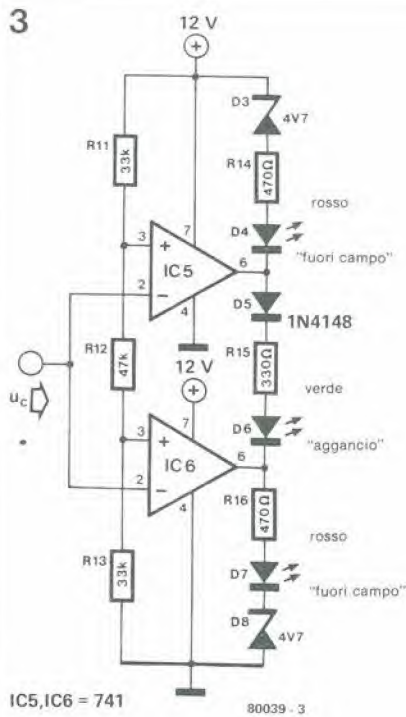 3
12 V
+
D3
4V7
R11
33k
R14
470Ω
rosso
D4
"fuori campo"
7
3
+
IC5
6
2
−
4
D5
1N4148
R12
47k
R15
330Ω
verde
12 V
+
uc
D6
"aggancio"
7
3
+
IC6
6
2
−
4
R16
470Ω
rosso
R13
33k
D7
"fuori campo"
D8
4V7
IC5,IC6 = 741
80039 - 3